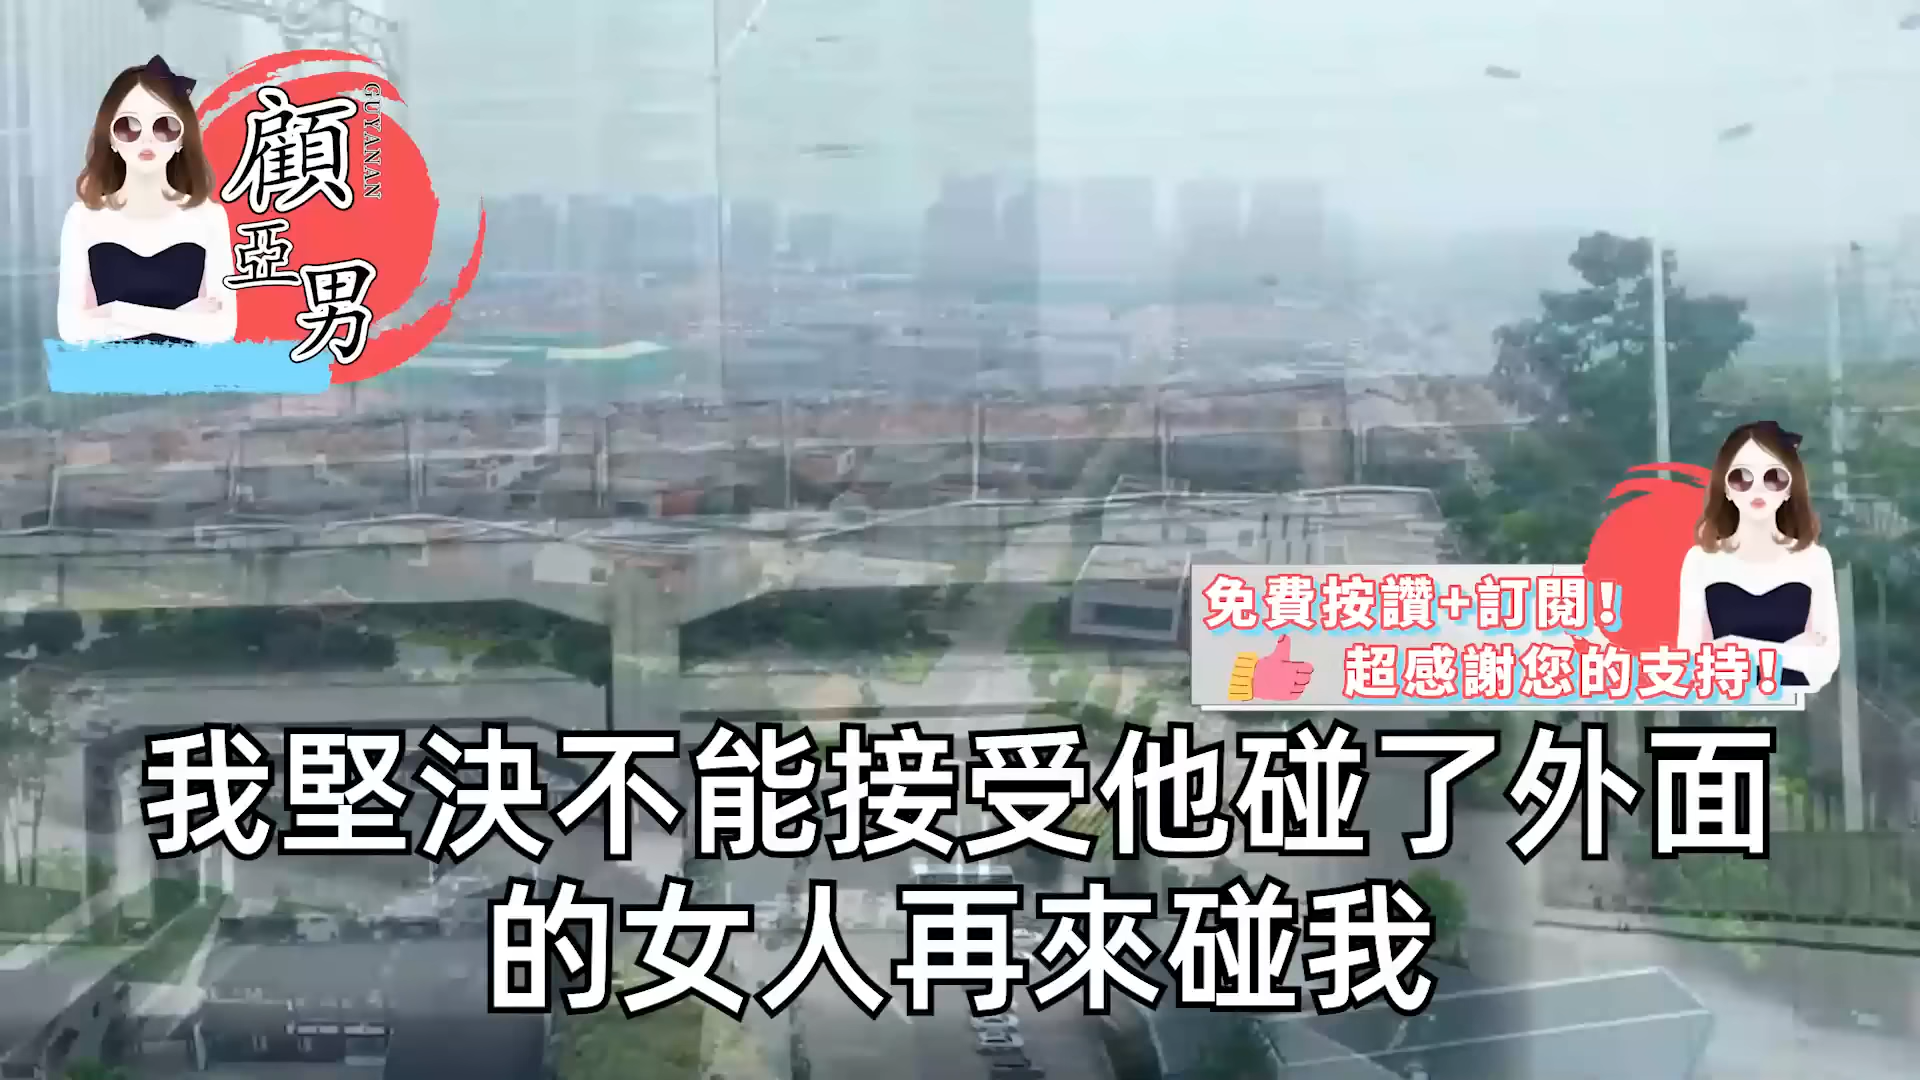 顧亞男
GUYANAN
免費按讚+訂閱!
超感謝您的支持!
我堅決不能接受他碰了外面
的女人再來碰我